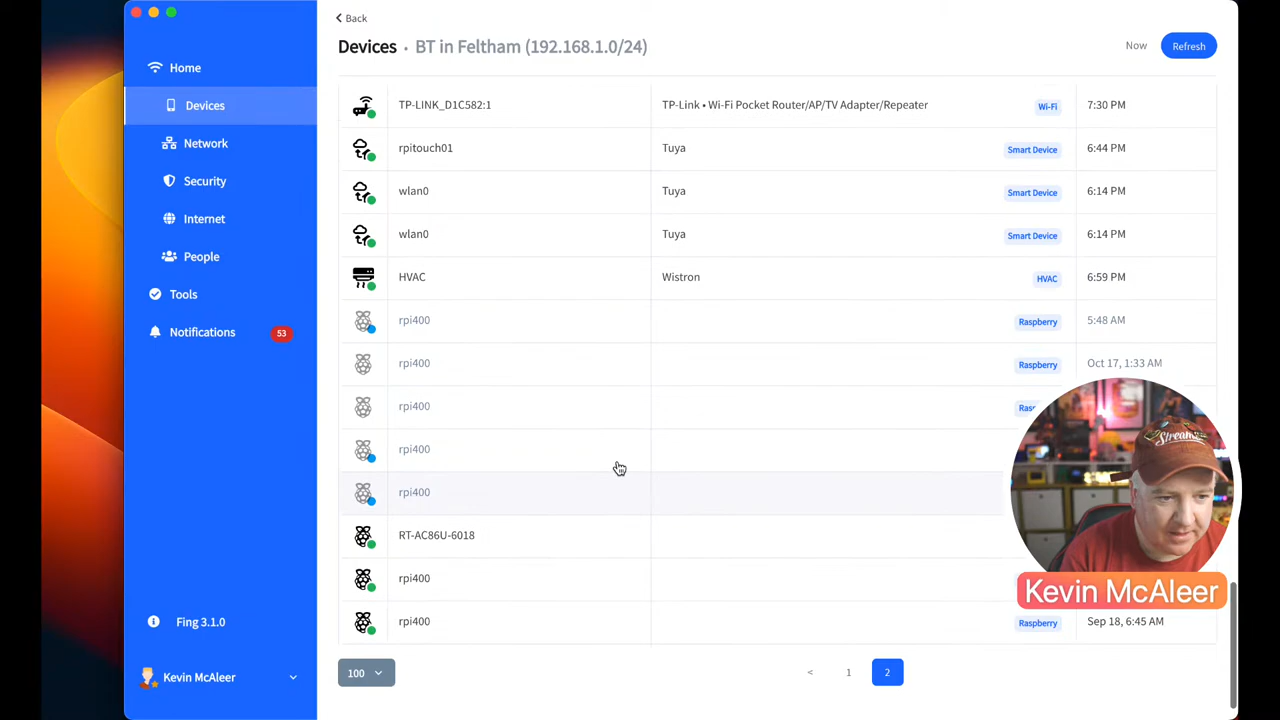 Back
Devices • BT in Feltham (192.168.1.0/24)
Now
Refresh
Home
Devices
Network
Security
Internet
People
Tools
Notifications 53
TP-LINK_D1C582:1 TP-Link • Wi-Fi Pocket Router/AP/TV Adapter/Repeater Wi-Fi 7:30 PM
rpitouch01 Tuya Smart Device 6:44 PM
wlan0 Tuya Smart Device 6:14 PM
wlan0 Tuya Smart Device 6:14 PM
HVAC Wistron HVAC 6:59 PM
rpi400 Raspberry 5:48 AM
rpi400 Raspberry Oct 17, 1:33 AM
rpi400
rpi400
rpi400
RT-AC86U-6018
rpi400
rpi400 Raspberry Sep 18, 6:45 AM
Kevin McAleer
Fing 3.1.0
Kevin McAleer
100
< 1 2